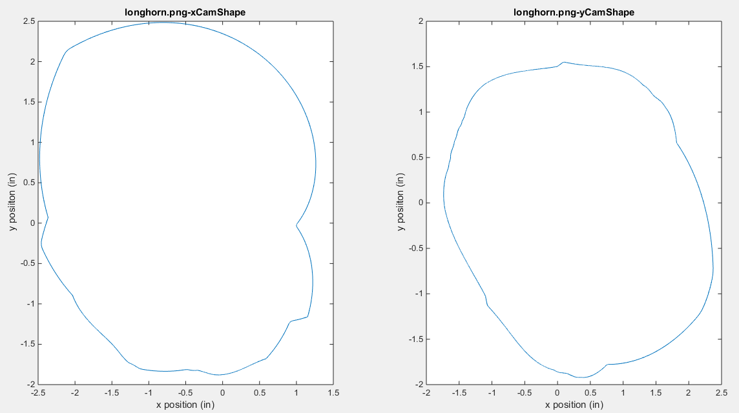 longhorn.png-xCamShape
2.5
2
1.5
1
0.5
0
-0.5
-1
-1.5
-2
y posiiton (in)
-2.5 -2 -1.5 -1 -0.5 0 0.5 1 1.5
x position (in)
longhorn.png-yCamShape
2
1.5
1
0.5
0
-0.5
-1
-1.5
-2
y posiiton (in)
-2 -1.5 -1 -0.5 0 0.5 1 1.5 2 2.5
x position (in)